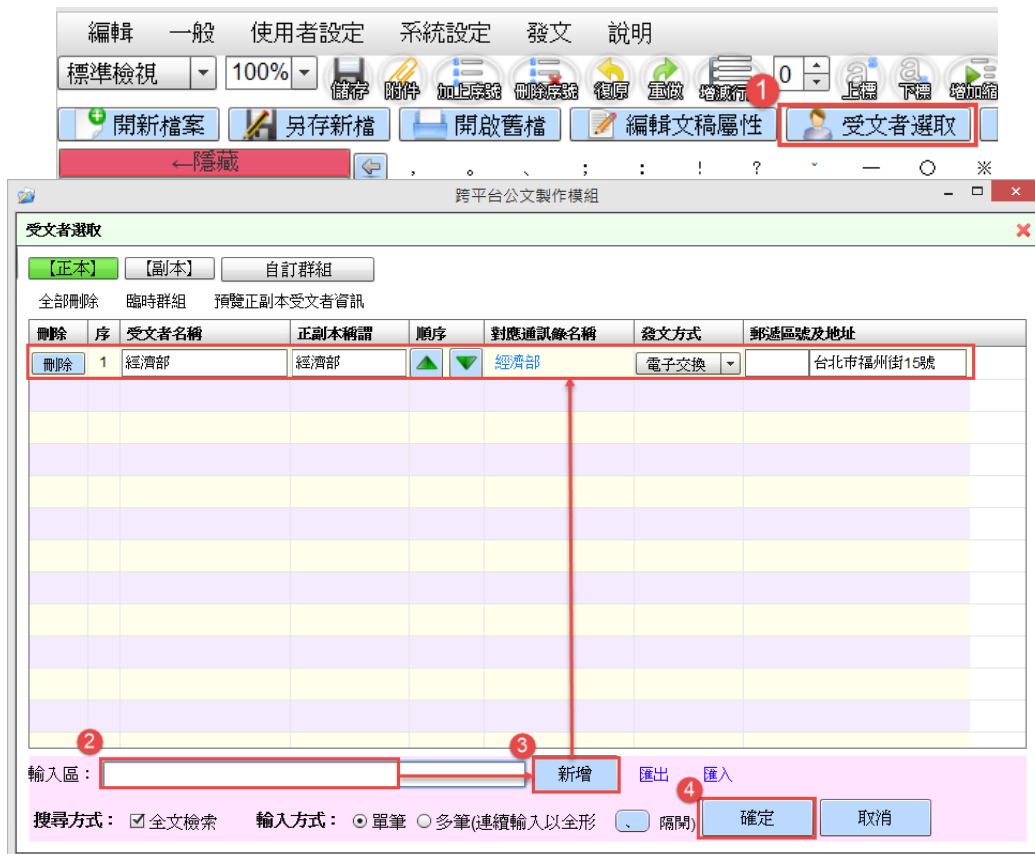 編輯 一般 使用者設定 系統設定 發文 說明
標準檢視 100% 儲存 附件 加上序號 刪除序號 復原 重做 增減行 0 上標 下標 增加縮
1
開新檔案 另存新檔 開啟舊檔 編輯文稿屬性 受文者選取
←隱藏 , 。 、 ; : ! ? ˇ — ○ ※
跨平台公文製作模組
受文者選取
【正本】 【副本】 自訂群組
全部刪除 臨時群組 預覽正副本受文者資訊
刪除 序 受文者名稱 正副本稱謂 順序 對應通訊錄名稱 發文方式 郵遞區號及地址
刪除 1 經濟部 經濟部 經濟部 電子交換 台北市福州街15號
2 3
輸入區: 新增 匯出 匯入
4
搜尋方式: 全文檢索 輸入方式: 單筆 多筆(連續輸入以全形 、 隔開) 確定 取消